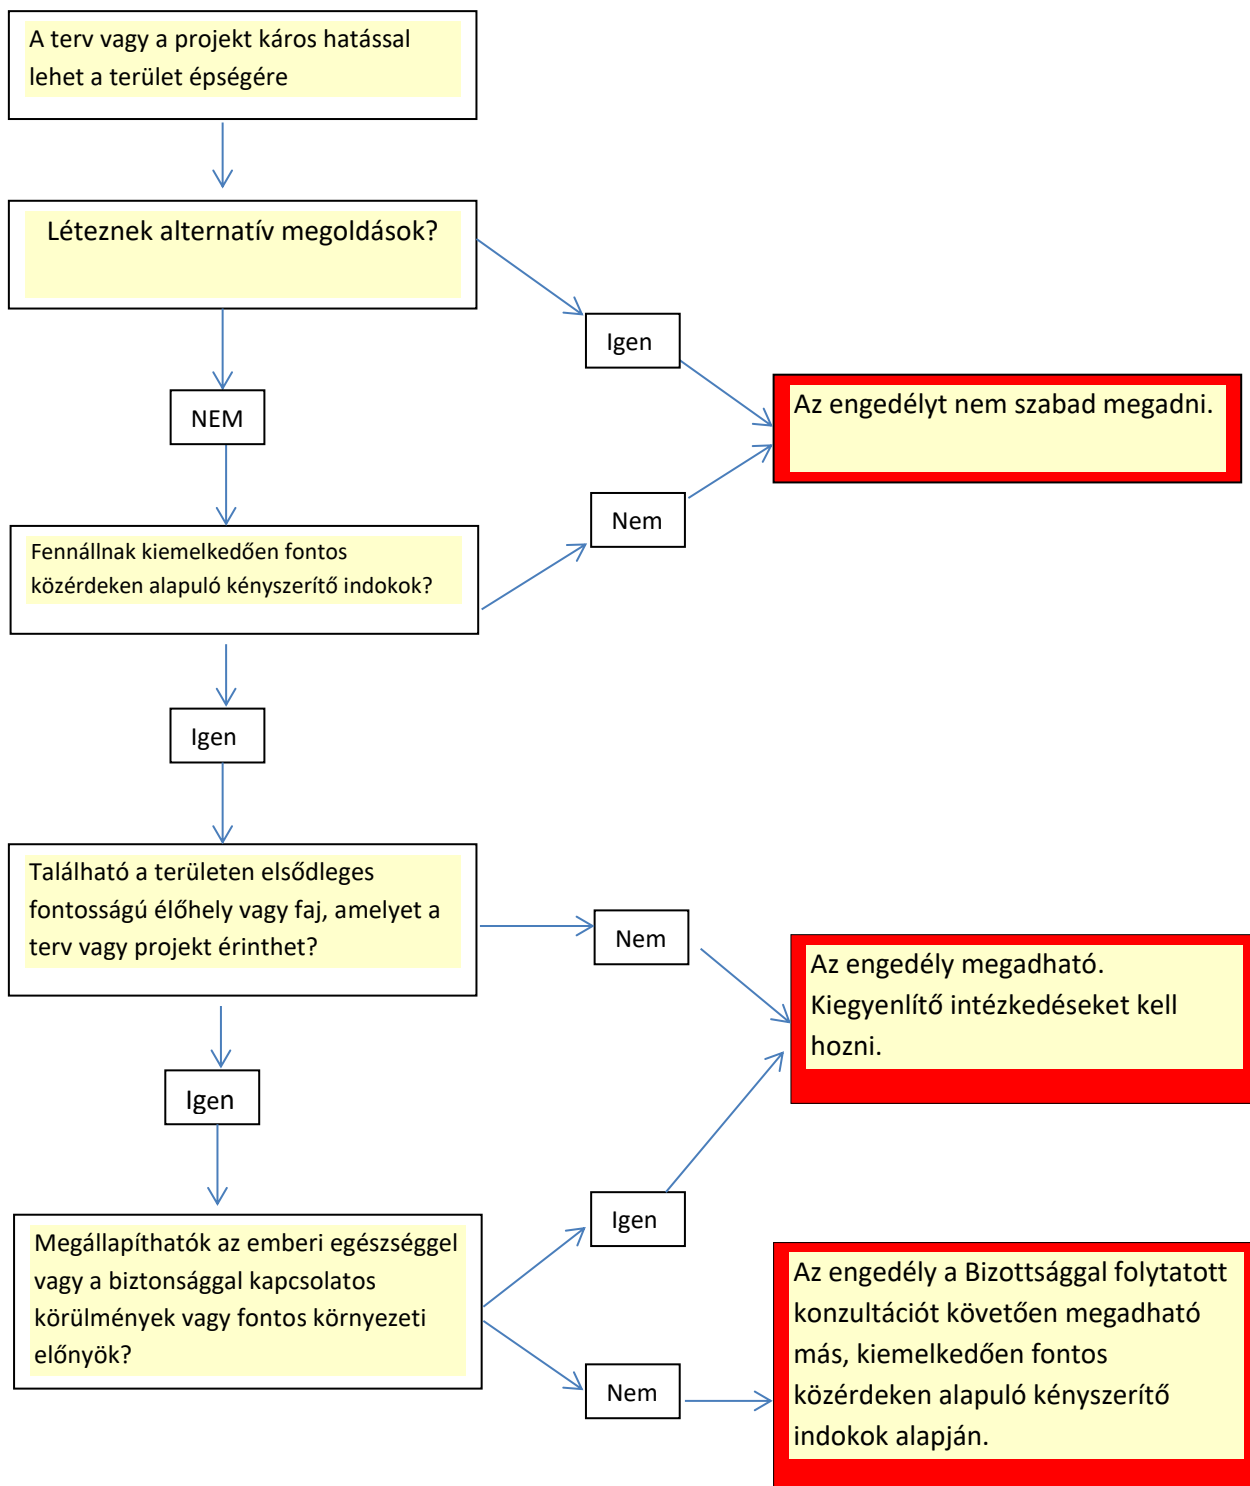 A terv vagy a projekt káros hatással
lehet a terület épségére
Léteznek alternatív megoldások?
Igen
NEM
Az engedélyt nem szabad megadni.
Nem
Fennállnak kiemelkedően fontos
közérdeken alapuló kényszerítő indokok?
Igen
Található a területen elsődleges
fontosságú élőhely vagy faj, amelyet a
terv vagy projekt érinthet?
Nem
Az engedély megadható.
Kiegyenlítő intézkedéseket kell
hozni.
Igen
Megállapíthatók az emberi egészséggel
vagy a biztonsággal kapcsolatos
körülmények vagy fontos környezeti
előnyök?
Igen
Nem
Az engedély a Bizottsággal folytatott
konzultációt követően megadható
más, kiemelkedően fontos
közérdeken alapuló kényszerítő
indokok alapján.